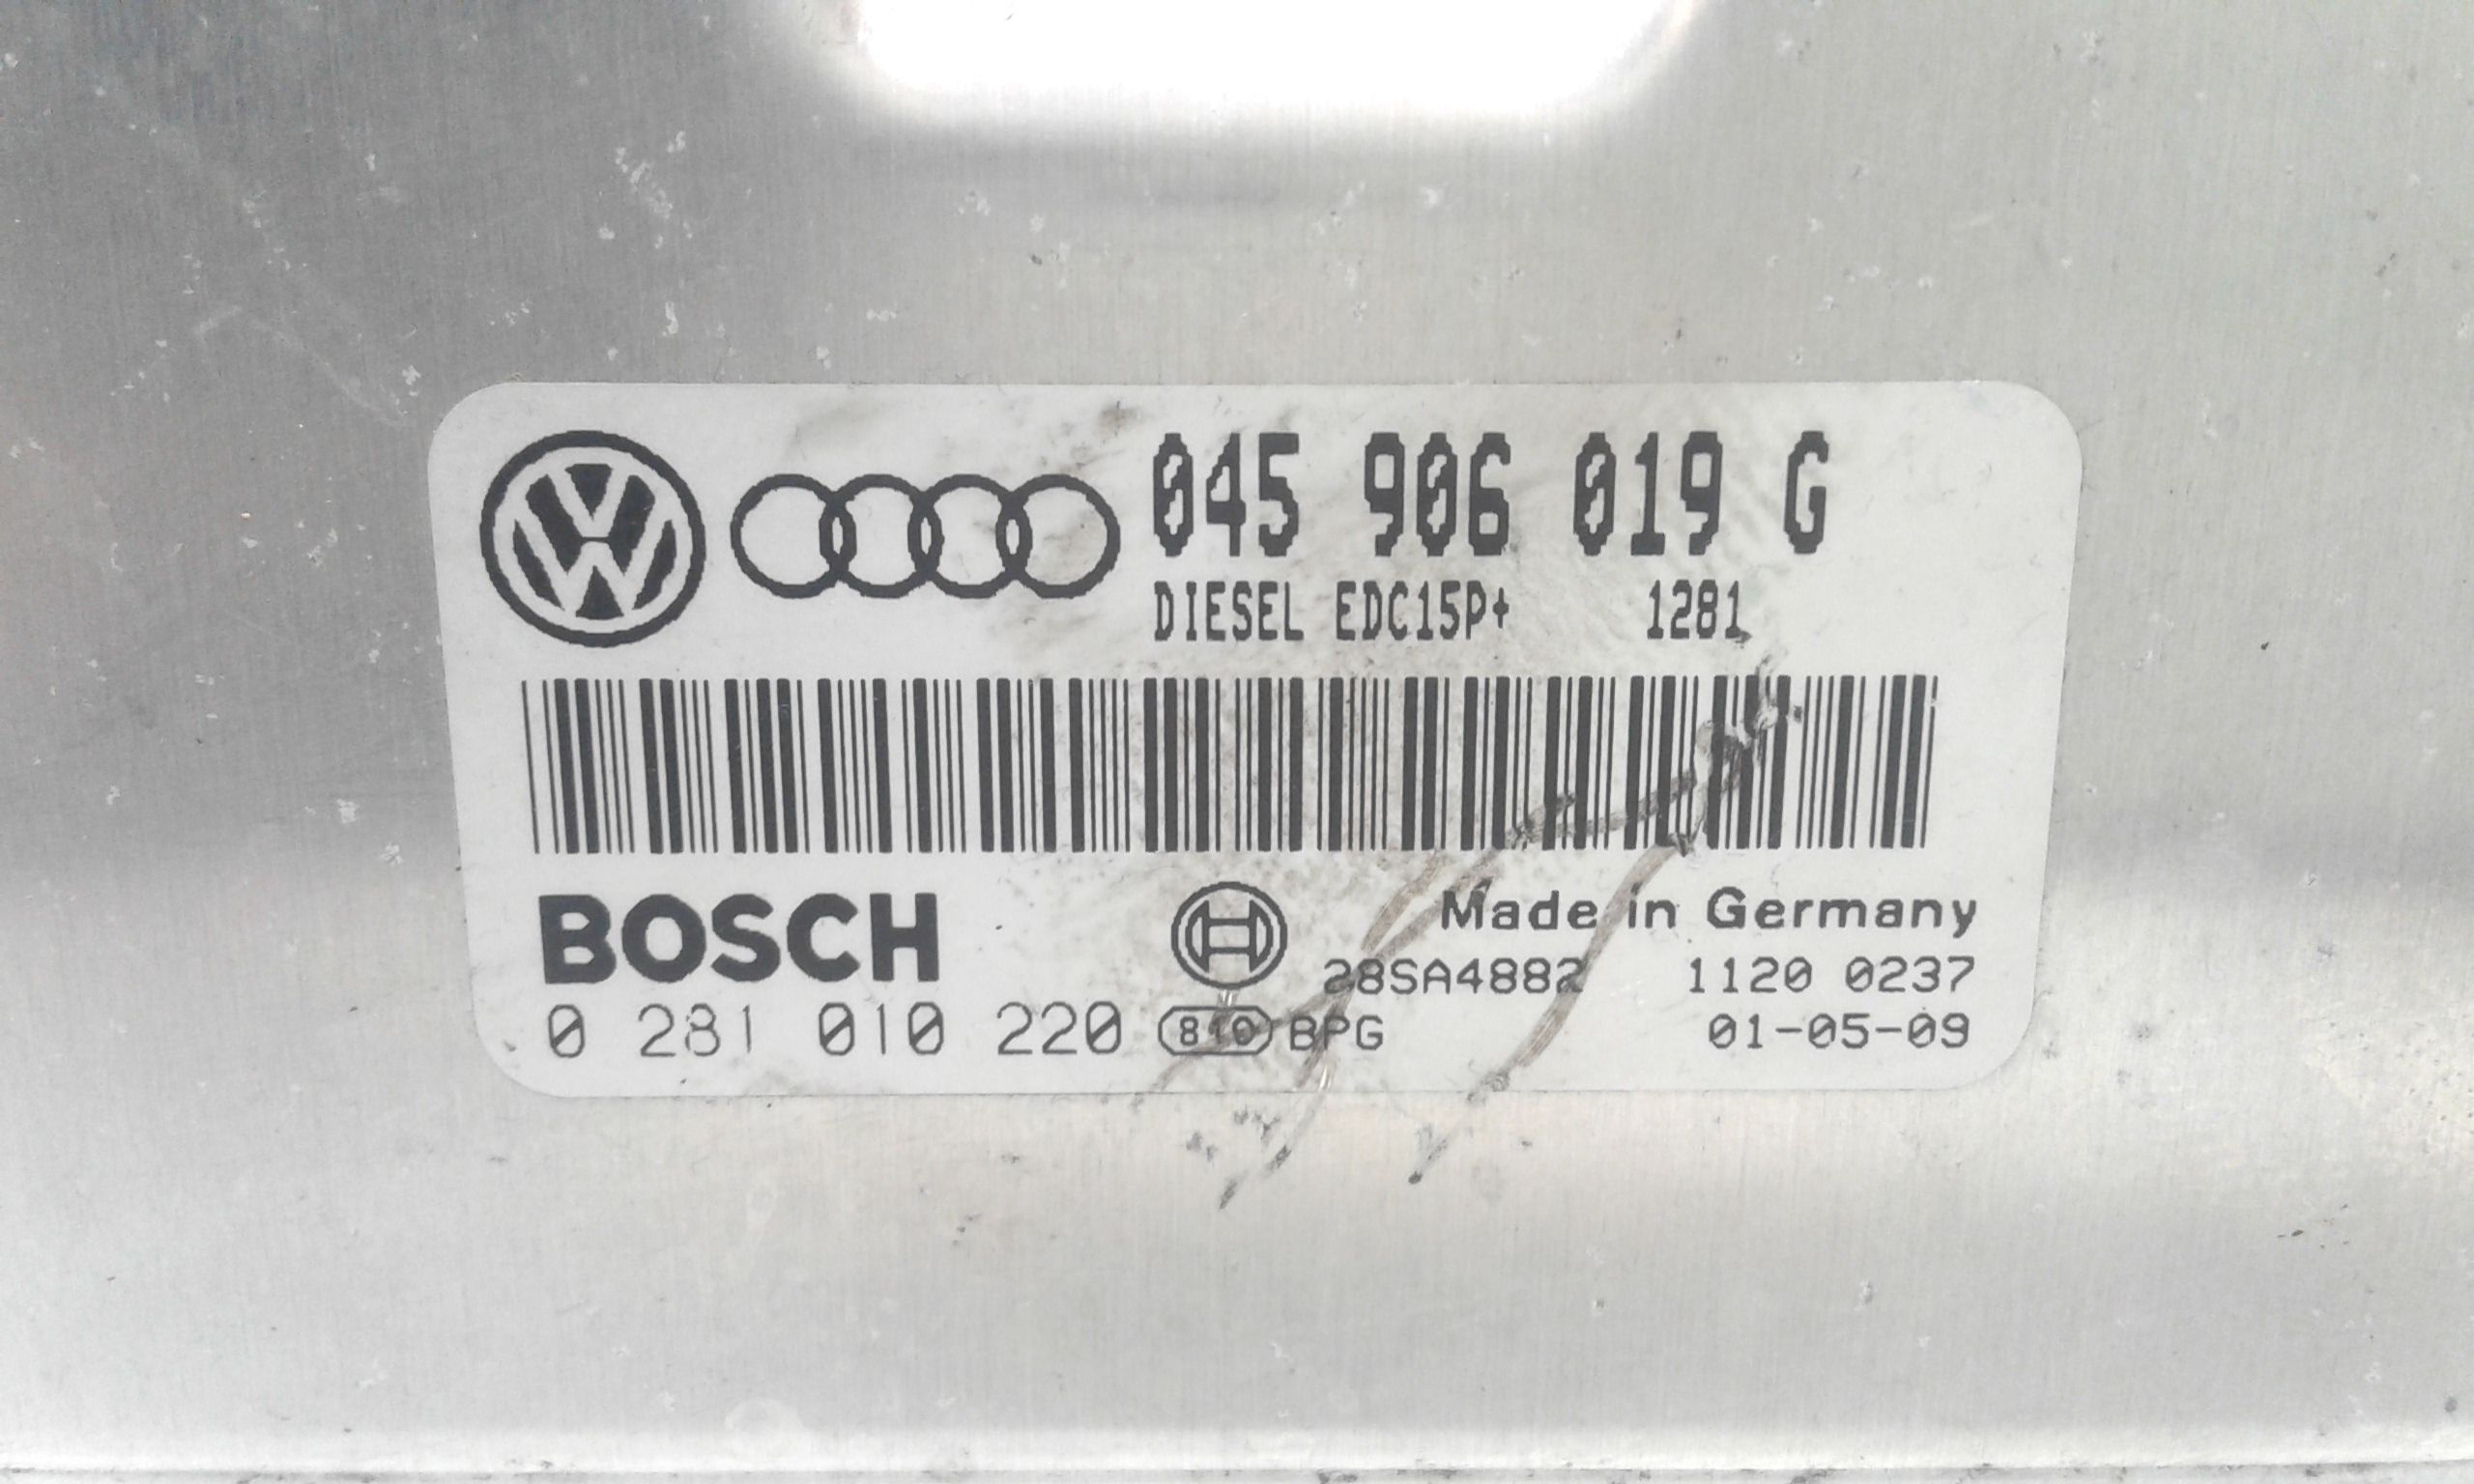 045 906 019 G
DIESEL EDC15P+ 1281
BOSCH Made in Germany
28SA4882 1120 0237
0 281 010 220 810 BPG 01-05-09